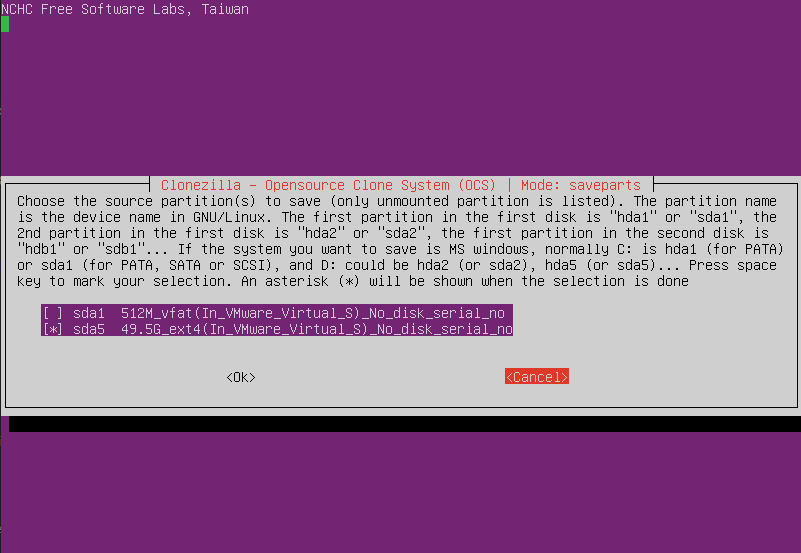 NCHC Free Software Labs, Taiwan
Clonezilla - Opensource Clone System (OCS) | Mode: saveparts
Choose the source partition(s) to save (only unmounted partition is listed). The partition name
is the device name in GNU/Linux. The first partition in the first disk is "hda1" or "sda1", the
2nd partition in the first disk is "hda2" or "sda2", the first partition in the second disk is
"hdb1" or "sdb1"... If the system you want to save is MS windows, normally C: is hda1 (for PATA)
or sda1 (for PATA, SATA or SCSI), and D: could be hda2 (or sda2), hda5 (or sda5)... Press space
key to mark your selection. An asterisk (*) will be shown when the selection is done
[ ] sda1 512M_vfat(In_VMware_Virtual_S)_No_disk_serial_no
[*] sda5 49.5G_ext4(In_VMware_Virtual_S)_No_disk_serial_no
<Ok> <Cancel>